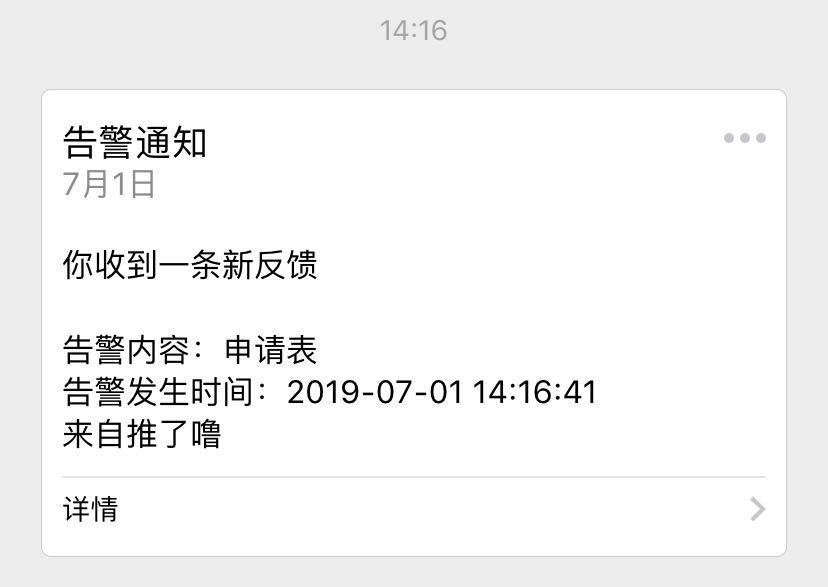 14:16
告警通知
7月1日
你收到一条新反馈
告警内容：申请表
告警发生时间：2019-07-01 14:16:41
来自推了噜
详情